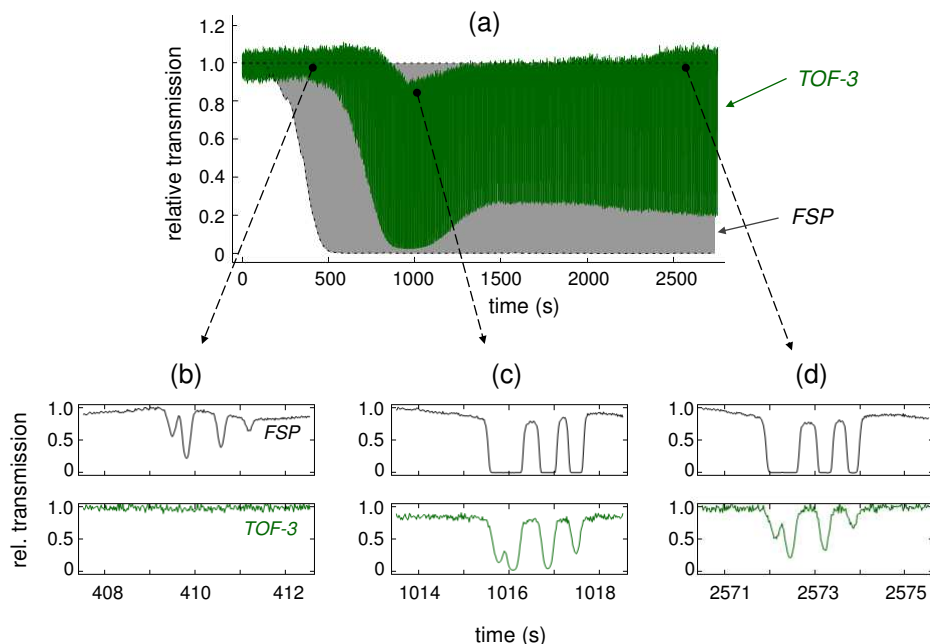 (a)
relative transmission
1.2
1.0
0.8
0.6
0.4
0.2
0
0 500 1000 1500 2000 2500
time (s)
TOF-3
FSP
(b) (c) (d)
rel. transmission
1.0
0.5
0
FSP
1.0
0.5
0
1.0
0.5
0
1.0
0.5
0
TOF-3
1.0
0.5
0
1.0
0.5
0
408 410 412
1014 1016 1018
2571 2573 2575
time (s)